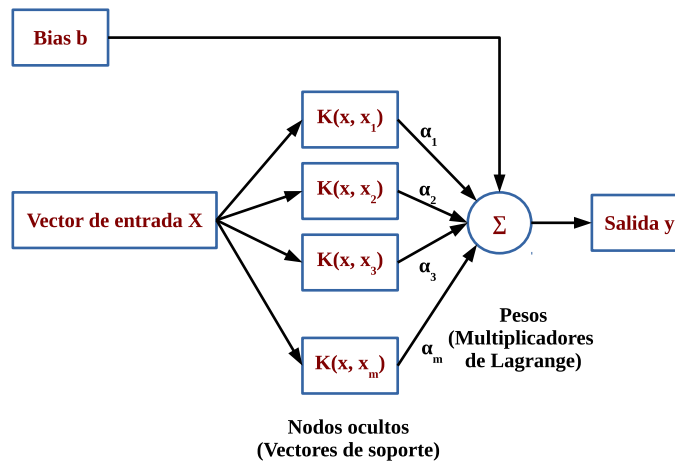 Bias b
K(x, x₁)
α₁
K(x, x₂)
α₂
Vector de entrada X
Σ
Salida y
K(x, x₃)
α₃
Pesos
(Multiplicadores
de Lagrange)
K(x, xₘ)
αₘ
Nodos ocultos
(Vectores de soporte)